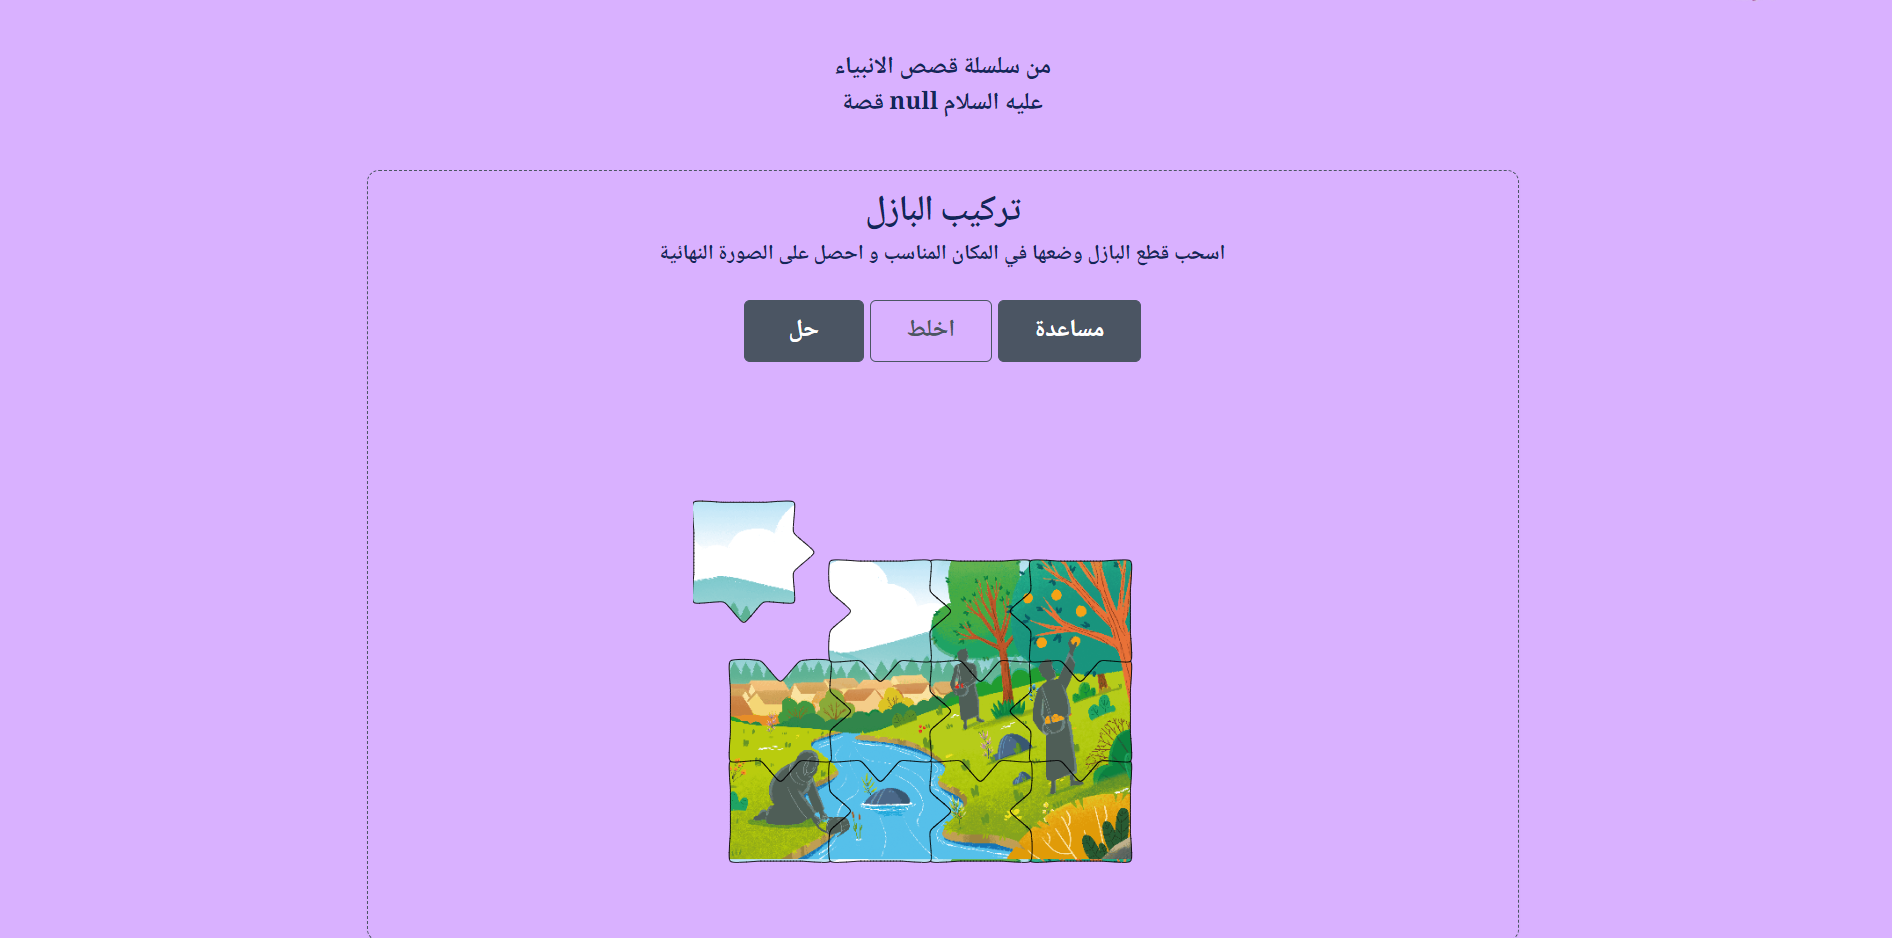 من سلسلة قصص الانبياء
عليه السلام null قصة
تركيب البازل
اسحب قطع البازل وضعها في المكان المناسب و احصل على الصورة النهائية
مساعدة
اخلط
حل